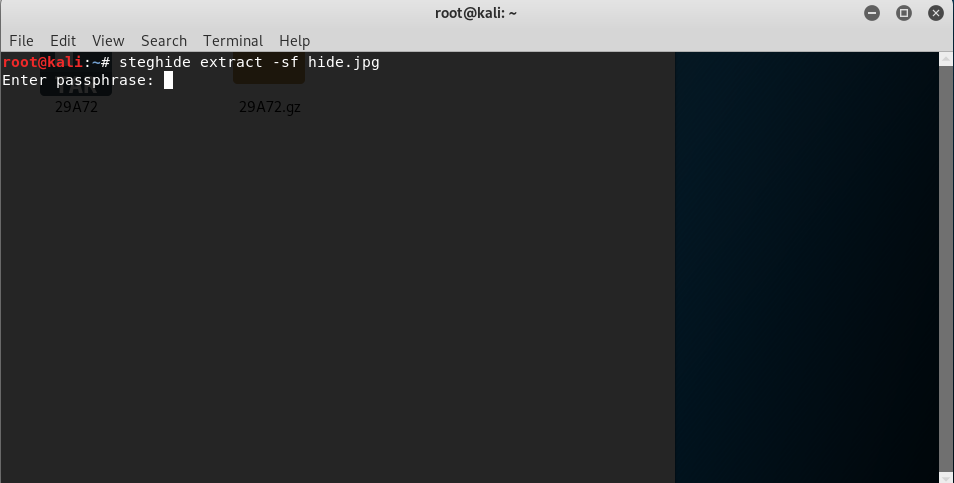 root@kali: ~
File Edit View Search Terminal Help
root@kali:~# steghide extract -sf hide.jpg
Enter passphrase:
TAR
29A72 29A72.gz